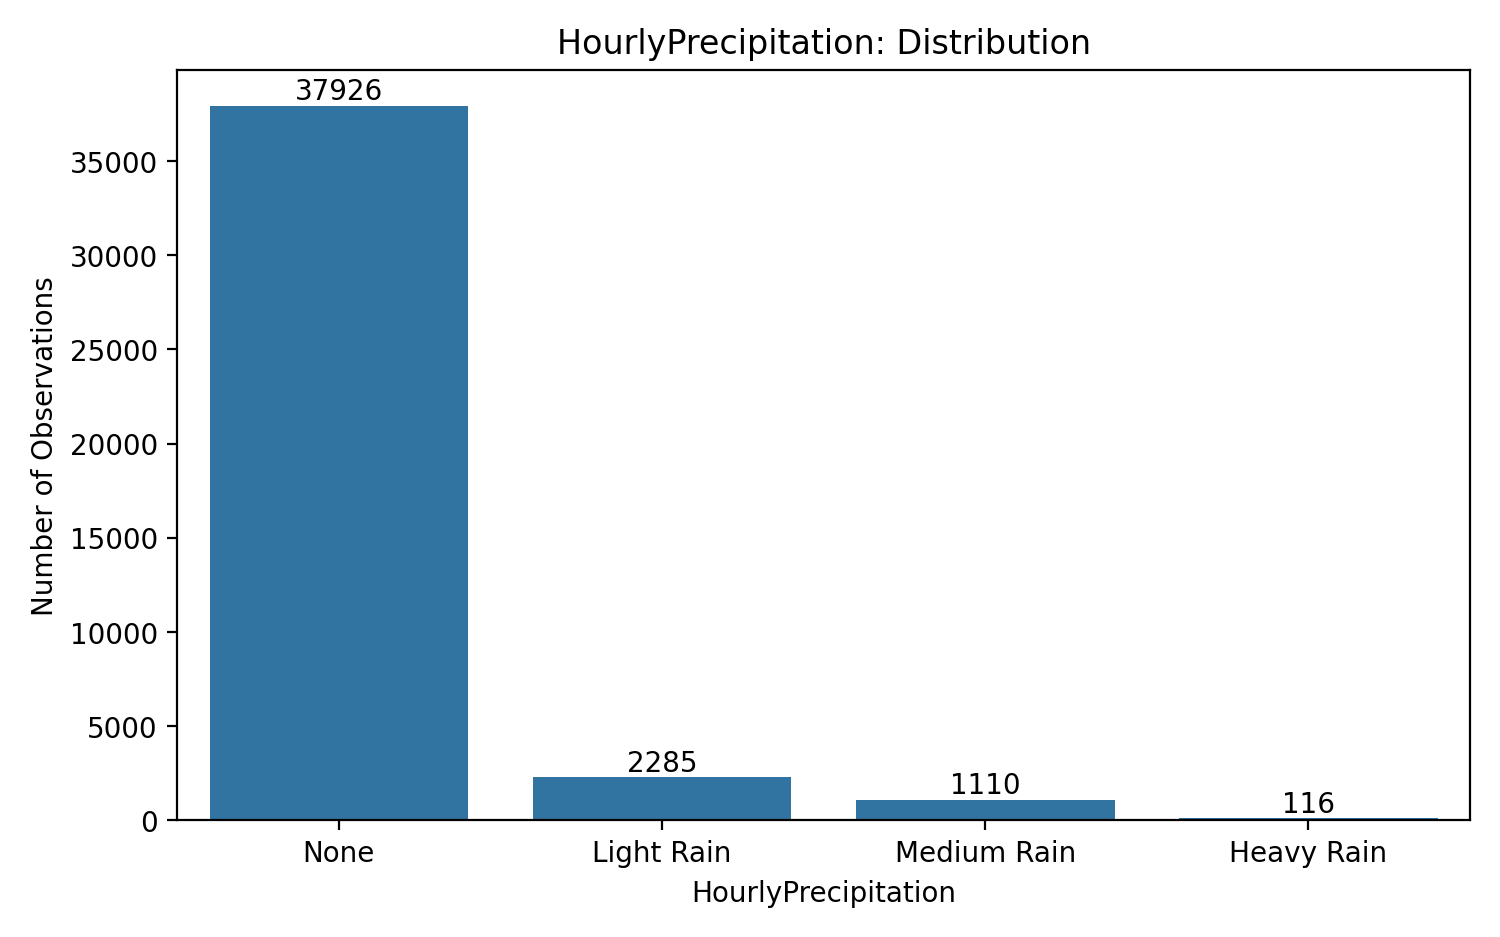 HourlyPrecipitation: Distribution
37926
35000
30000
25000
20000
15000
10000
5000
0
Number of Observations
2285
1110
116
None
Light Rain
Medium Rain
Heavy Rain
HourlyPrecipitation